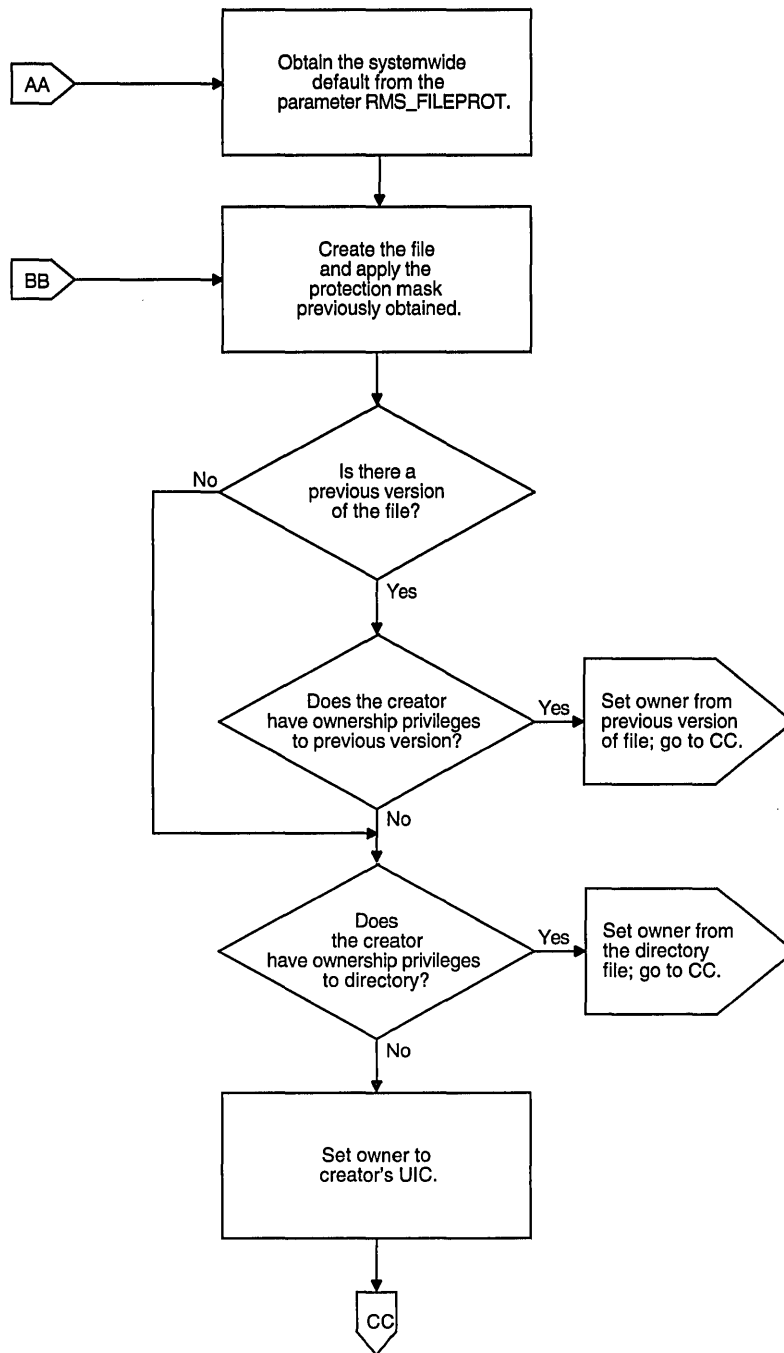 AA
Obtain the systemwide
default from the
parameter RMS_FILEPROT.
BB
Create the file
and apply the
protection mask
previously obtained.
Is there a
previous version
of the file?
No
Yes
Does the creator
have ownership privileges
to previous version?
Yes
Set owner from
previous version
of file; go to CC.
No
Does
the creator
have ownership privileges
to directory?
Yes
Set owner from
the directory
file; go to CC.
No
Set owner to
creator's UIC.
CC